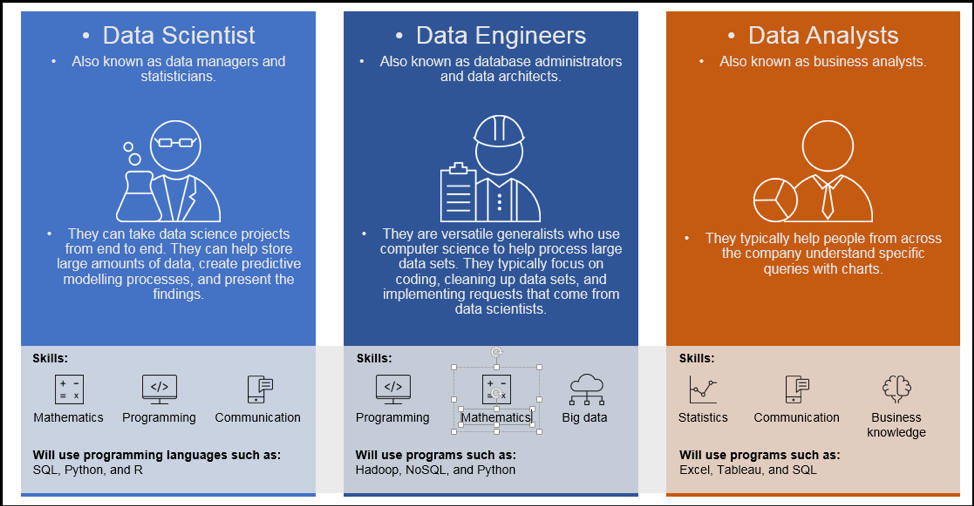 • Data Scientist
• Also known as data managers and
statisticians.
• They can take data science projects
from end to end. They can help store
large amounts of data, create predictive
modelling processes, and present the
findings.
Skills:
Mathematics
Programming
Communication
Will use programming languages such as:
SQL, Python, and R
• Data Engineers
• Also known as database administrators
and data architects.
• They are versatile generalists who use
computer science to help process large
data sets. They typically focus on
coding, cleaning up data sets, and
implementing requests that come from
data scientists.
Skills:
Programming
Mathematics
Big data
Will use programs such as:
Hadoop, NoSQL, and Python
• Data Analysts
• Also known as business analysts.
• They typically help people from across
the company understand specific
queries with charts.
Skills:
Statistics
Communication
Business
knowledge
Will use programs such as:
Excel, Tableau, and SQL